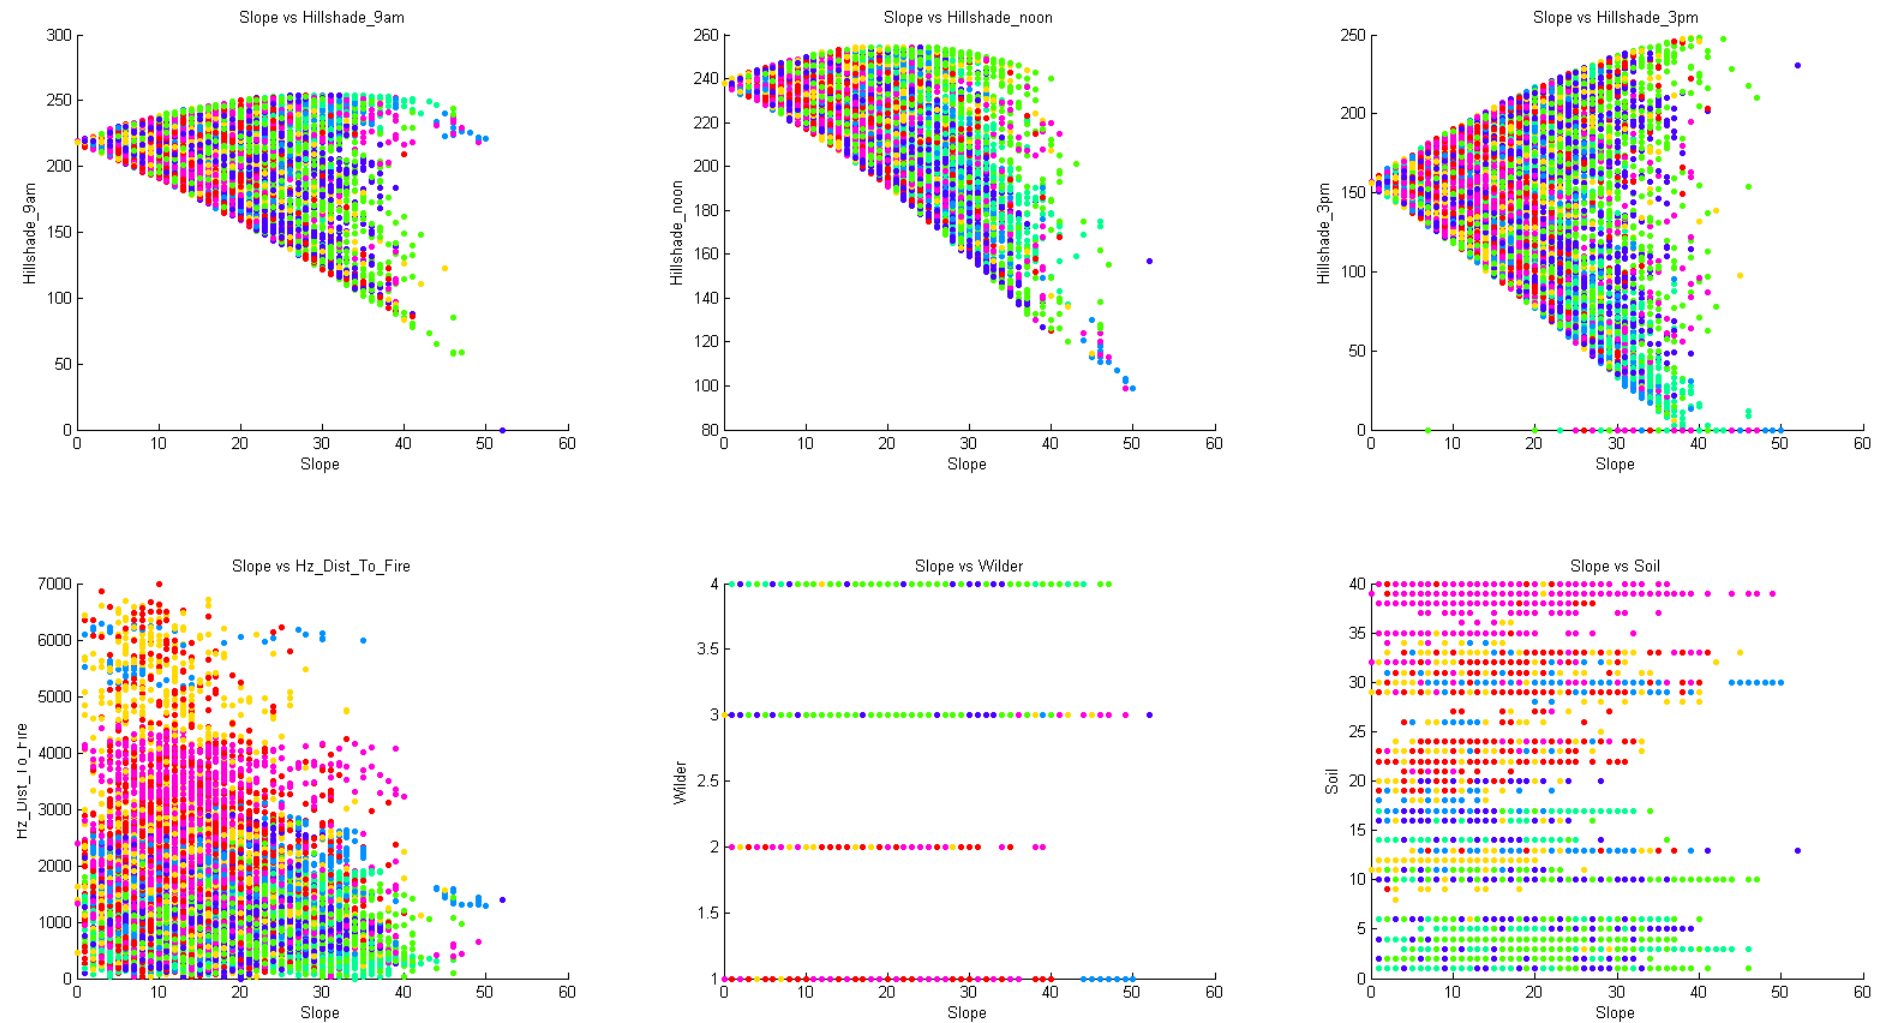 Slope vs Hillshade_9am
300
250
200
150
100
50
0
0 10 20 30 40 50 60
Hillshade_9am
Slope
Slope vs Hillshade_noon
260
240
220
200
180
160
140
120
100
80
0 10 20 30 40 50 60
Hillshade_noon
Slope
Slope vs Hillshade_3pm
250
200
150
100
50
0
0 10 20 30 40 50 60
Hillshade_3pm
Slope
Slope vs Hz_Dist_To_Fire
7000
6000
5000
4000
3000
2000
1000
0
0 10 20 30 40 50 60
Hz_Dist_To_Fire
Slope
Slope vs Wilder
4
3.5
3
2.5
2
1.5
1
0 10 20 30 40 50 60
Wilder
Slope
Slope vs Soil
40
35
30
25
20
15
10
5
0
0 10 20 30 40 50 60
Soil
Slope